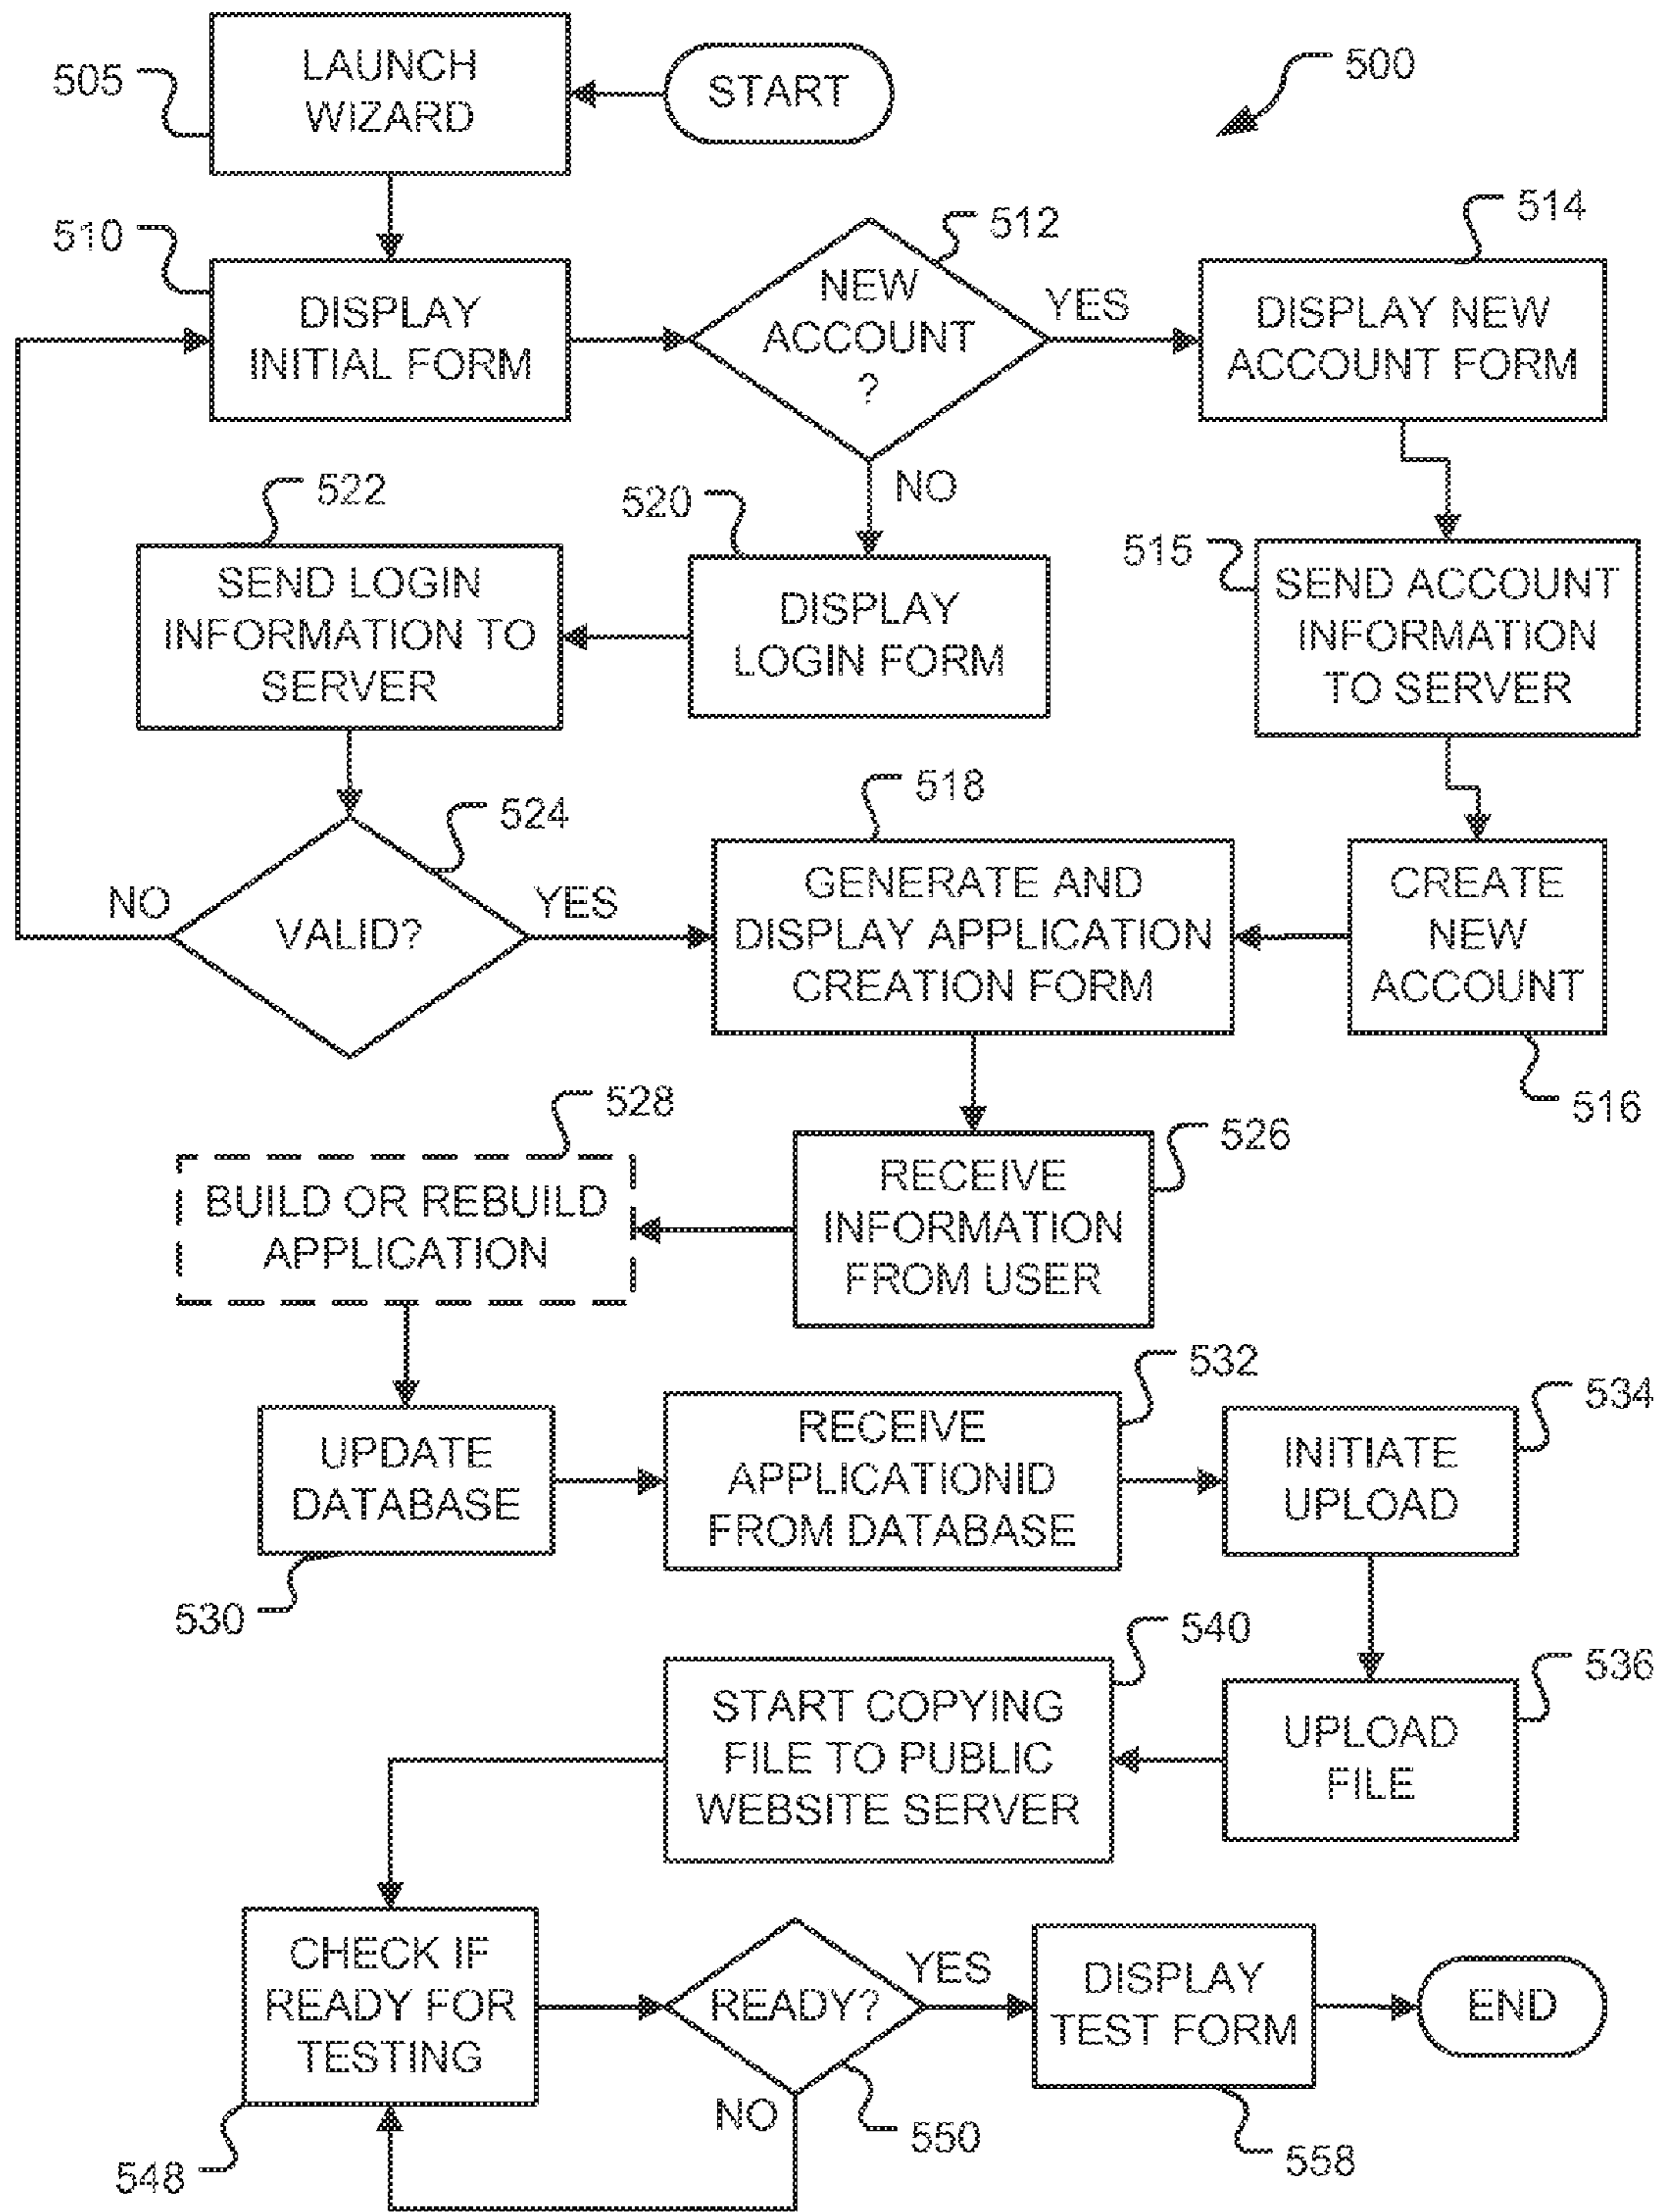 505
LAUNCH
WIZARD
START
500
510
DISPLAY
INITIAL FORM
512
NEW
ACCOUNT
?
YES
514
DISPLAY NEW
ACCOUNT FORM
NO
522
SEND LOGIN
INFORMATION TO
SERVER
520
DISPLAY
LOGIN FORM
515
SEND ACCOUNT
INFORMATION
TO SERVER
524
NO
VALID?
YES
518
GENERATE AND
DISPLAY APPLICATION
CREATION FORM
CREATE
NEW
ACCOUNT
516
528
BUILD OR REBUILD
APPLICATION
526
RECEIVE
INFORMATION
FROM USER
UPDATE
DATABASE
530
532
RECEIVE
APPLICATIONID
FROM DATABASE
534
INITIATE
UPLOAD
540
START COPYING
FILE TO PUBLIC
WEBSITE SERVER
536
UPLOAD
FILE
CHECK IF
READY FOR
TESTING
548
READY?
YES
NO
550
DISPLAY
TEST FORM
558
END